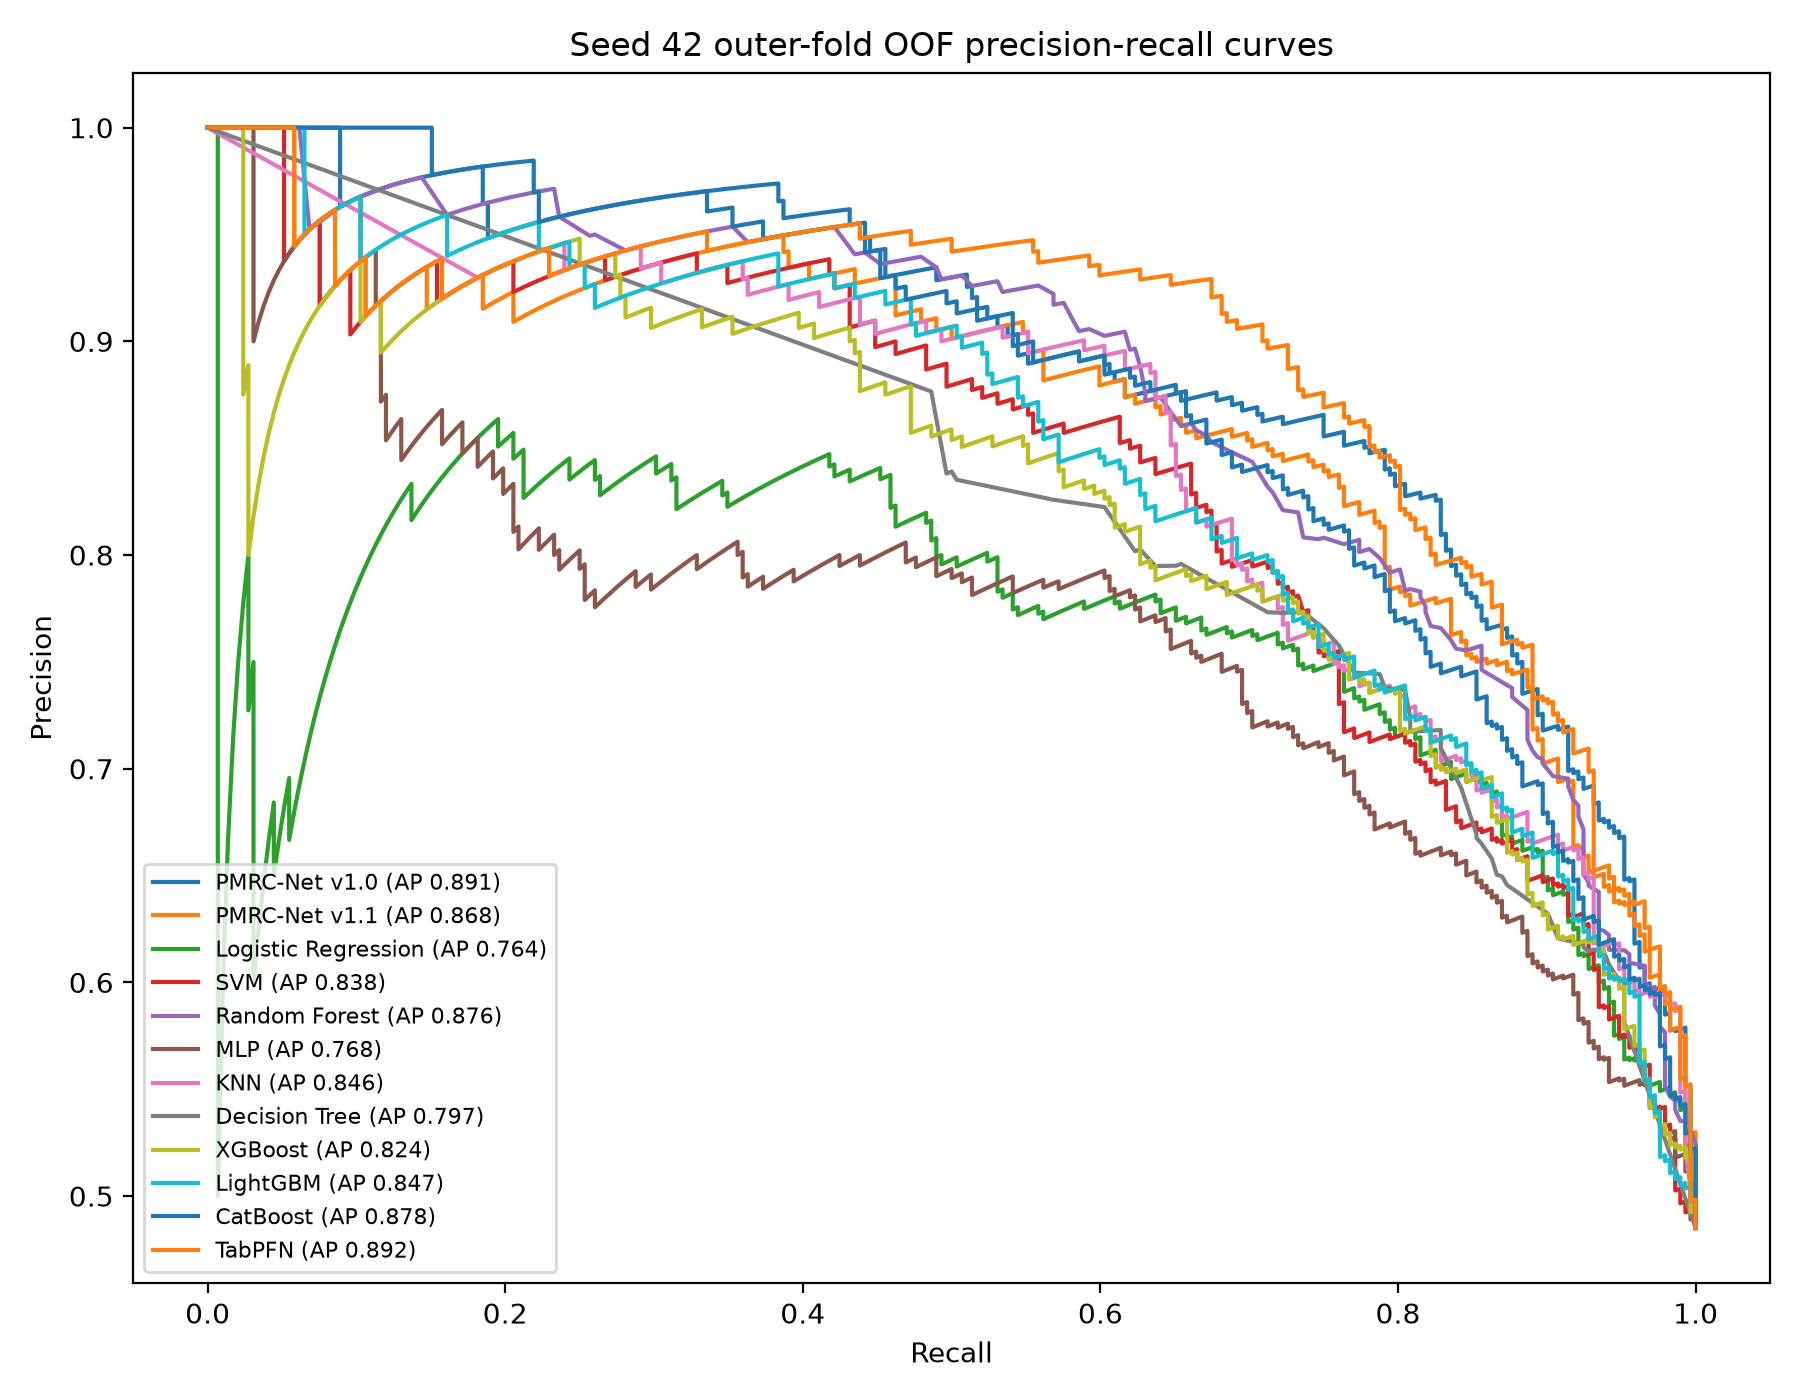 Seed 42 outer-fold OOF precision-recall curves
Precision
1.0
0.9
0.8
0.7
0.6
0.5
PMRC-Net v1.0 (AP 0.891)
PMRC-Net v1.1 (AP 0.868)
Logistic Regression (AP 0.764)
SVM (AP 0.838)
Random Forest (AP 0.876)
MLP (AP 0.768)
KNN (AP 0.846)
Decision Tree (AP 0.797)
XGBoost (AP 0.824)
LightGBM (AP 0.847)
CatBoost (AP 0.878)
TabPFN (AP 0.892)
0.0 0.2 0.4 0.6 0.8 1.0
Recall